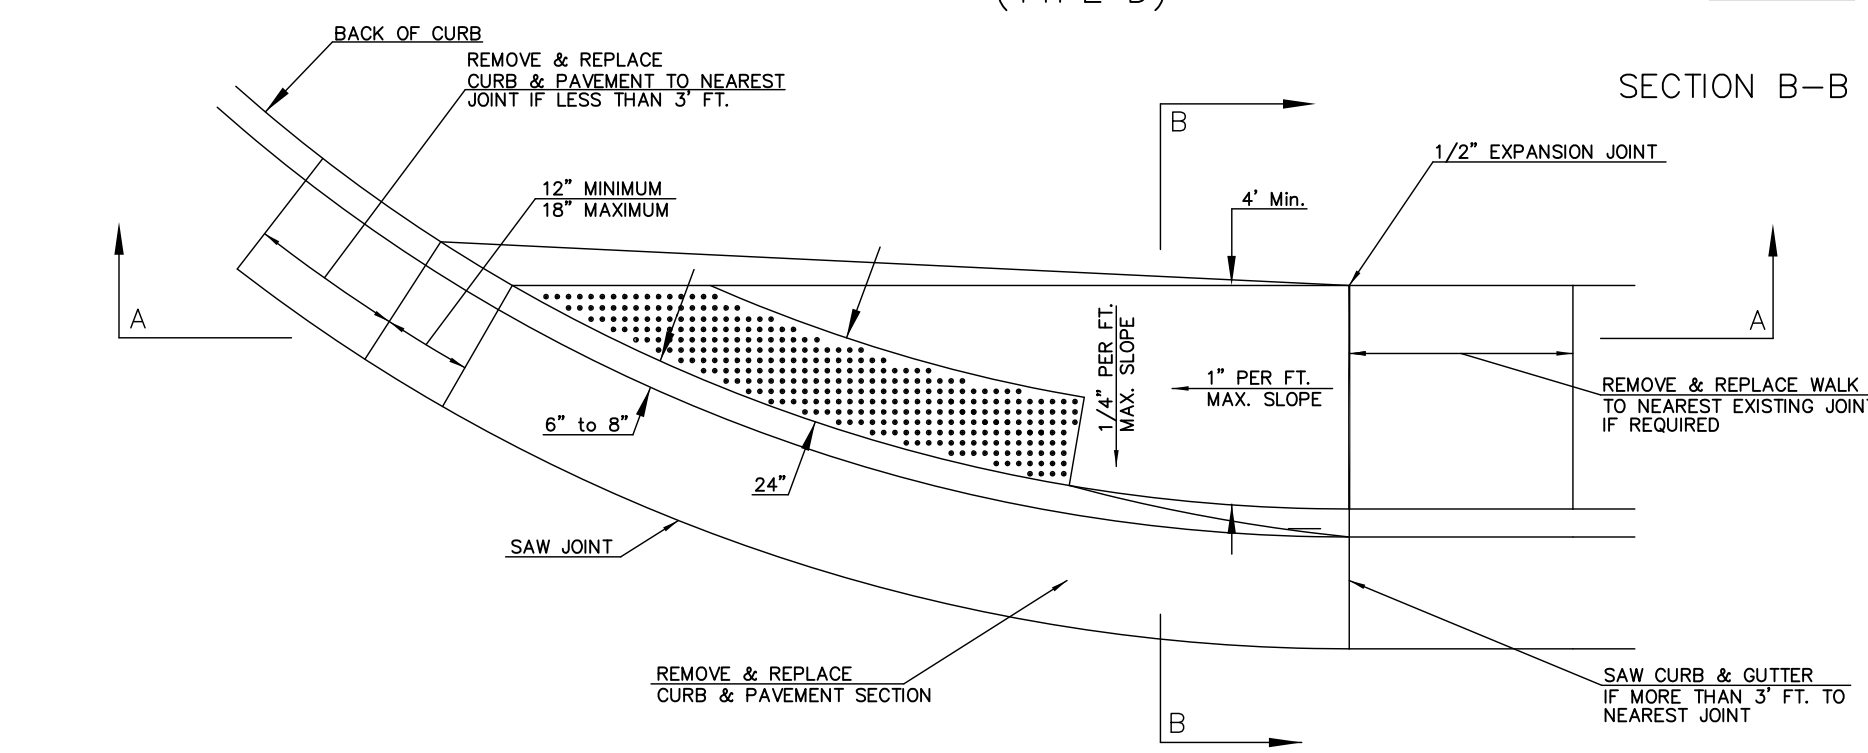 (TYPE D)
BACK OF CURB
REMOVE & REPLACE
CURB & PAVEMENT TO NEAREST
JOINT IF LESS THAN 3' FT.
SECTION B-B
B
1/2" EXPANSION JOINT
12" MINIMUM
18" MAXIMUM
4' Min.
A
A
1/4" PER FT.
MAX. SLOPE
1" PER FT.
MAX. SLOPE
REMOVE & REPLACE WALK
TO NEAREST EXISTING JOINT
IF REQUIRED
6" to 8"
24"
SAW JOINT
REMOVE & REPLACE
CURB & PAVEMENT SECTION
SAW CURB & GUTTER
IF MORE THAN 3' FT. TO
NEAREST JOINT
B